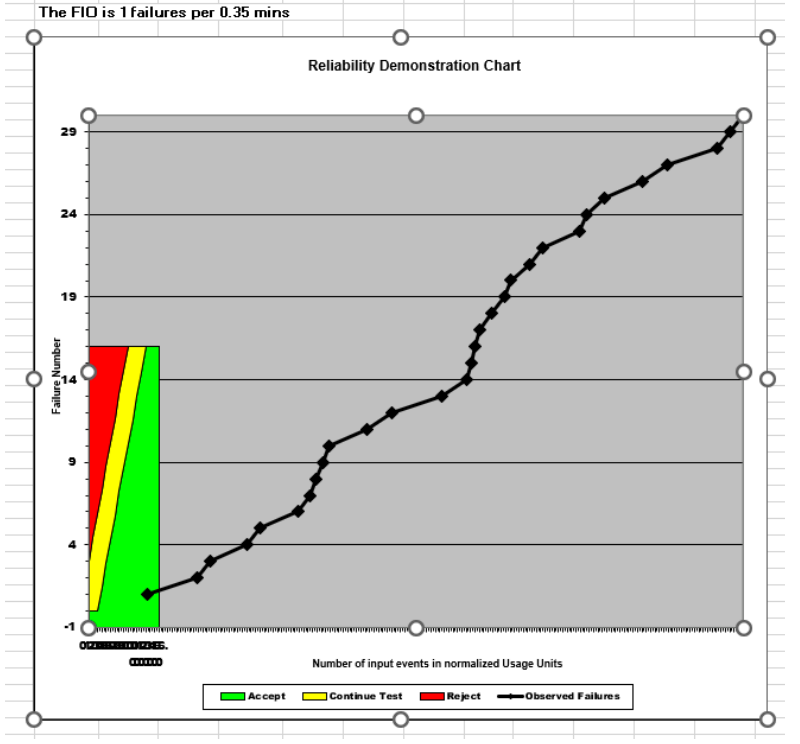 The FIO is 1 failures per 0.35 mins
Reliability Demonstration Chart
29
24
19
14
9
4
-1
Failure Number
Number of input events in normalized Usage Units
Accept
Continue Test
Reject
Observed Failures